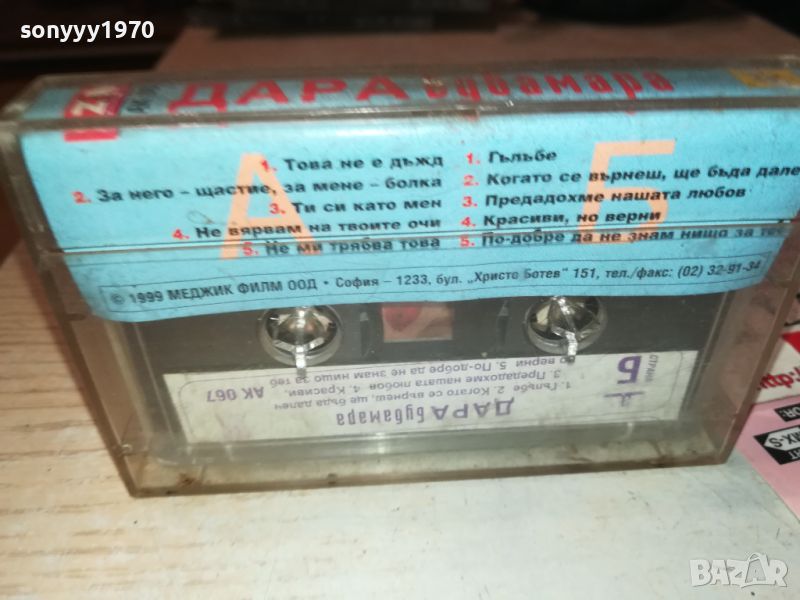 sonyyy1970
ДАРА бубамара
А
1. Това не е дъжд
2. За него – щастие, за мене – болка
3. Ти си като мен
4. Не вярвам на твоите очи
5. Не ми трябва това
Б
1. Гълъбе
2. Когато се върнеш, ще бъда дале
3. Предадохме нашата любов
4. Красиви, но верни
5. По-добре да не знам нищо за теб
© 1999 МЕДЖИК ФИЛМ ООД • София - 1233, бул. „Христо Ботев" 151, тел./факс: (02) 32-91-34
СТРАНА
Б
ДАРА бубамара
1. Гълъбе 2. Когато се върнеш, ще бъда далеч
3. Предадохме нашата любов 4. Красиви,
но верни 5. По-добре да не знам нищо за теб
АК 067
BAZAR